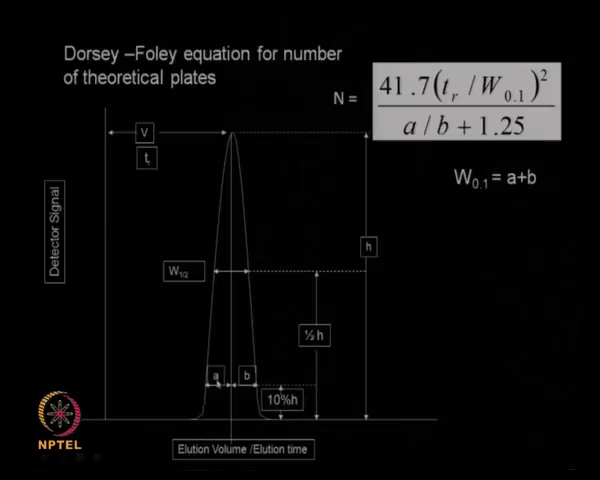 Dorsey –Foley equation for number
of theoretical plates
N =
41.7(tr /W0.1)2
a/b+1.25
W0.1= a+b
V
tr
Detector Signal
h
W1/2
½ h
a
b
10%h
NPTEL
Elution Volume /Elution time